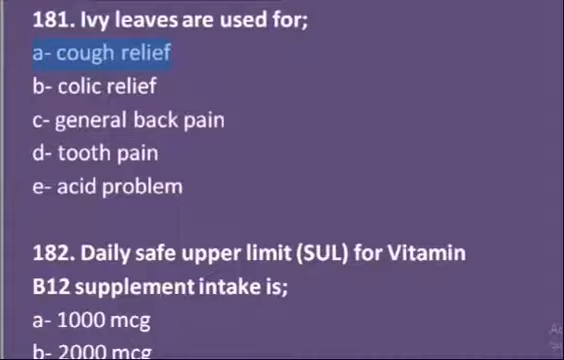 181. Ivy leaves are used for;
a- cough relief
b- colic relief
c- general back pain
d- tooth pain
e- acid problem
182. Daily safe upper limit (SUL) for Vitamin
B12 supplement intake is;
a- 1000 mcg
b- 2000 mcg